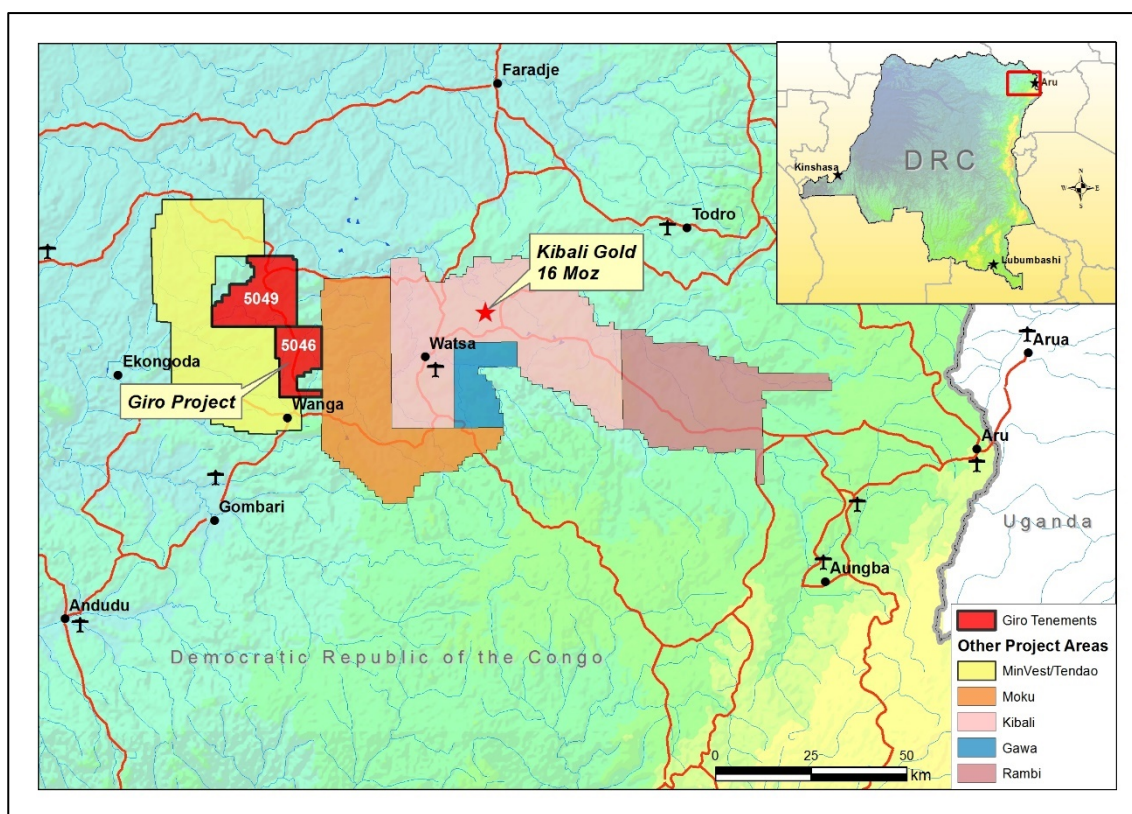 Faradje
Aru
Kinshasa
DRC
W
N
E
S
Lubumbashi
Todro
Kibali Gold
16 Moz
5049
5046
Arua
Watsa
Ekongoda
Giro Project
Wanga
Aru
Gombari
Uganda
Aungba
Andudu
Democratic Republic of the Congo
Giro Tenements
Other Project Areas
MinVest/Tendao
Moku
Kibali
Gawa
Rambi
0 25 50
km